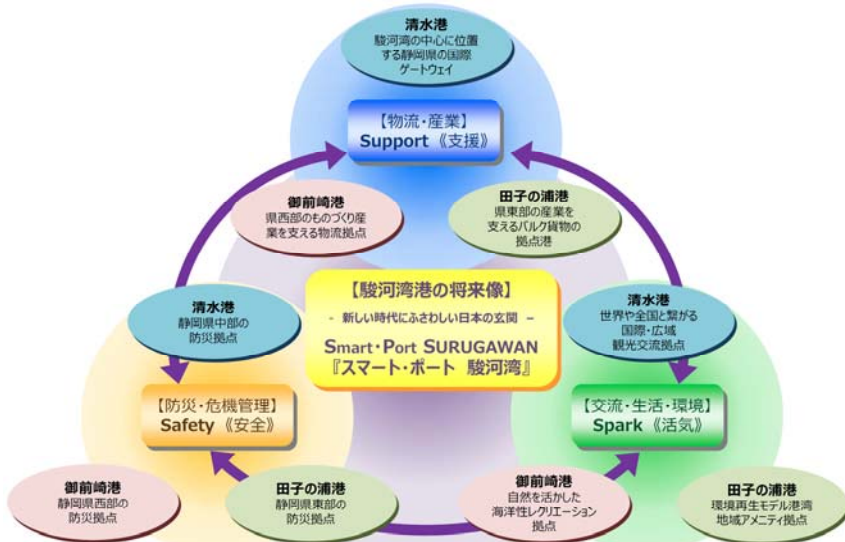 清水港
駿河湾の中心に位置
する静岡県の国際
ゲートウェイ
【物流・産業】
Support 《支援》
御前崎港
県西部のものづくり産
業を支える物流拠点
田子の浦港
県東部の産業を
支えるバルク貨物の
拠点港
【駿河湾港の将来像】
- 新しい時代にふさわしい日本の玄関 −
Smart・Port SURUGAWAN
『スマート・ポート 駿河湾』
清水港
静岡県中部の
防災拠点
清水港
世界や全国と繋がる
国際・広域
観光交流拠点
【防災・危機管理】
Safety 《安全》
【交流・生活・環境】
Spark 《活気》
御前崎港
静岡県西部の
防災拠点
田子の浦港
静岡県東部の
防災拠点
御前崎港
自然を活かした
海洋性レクリエーション
拠点
田子の浦港
環境再生モデル港湾
地域アメニティ拠点